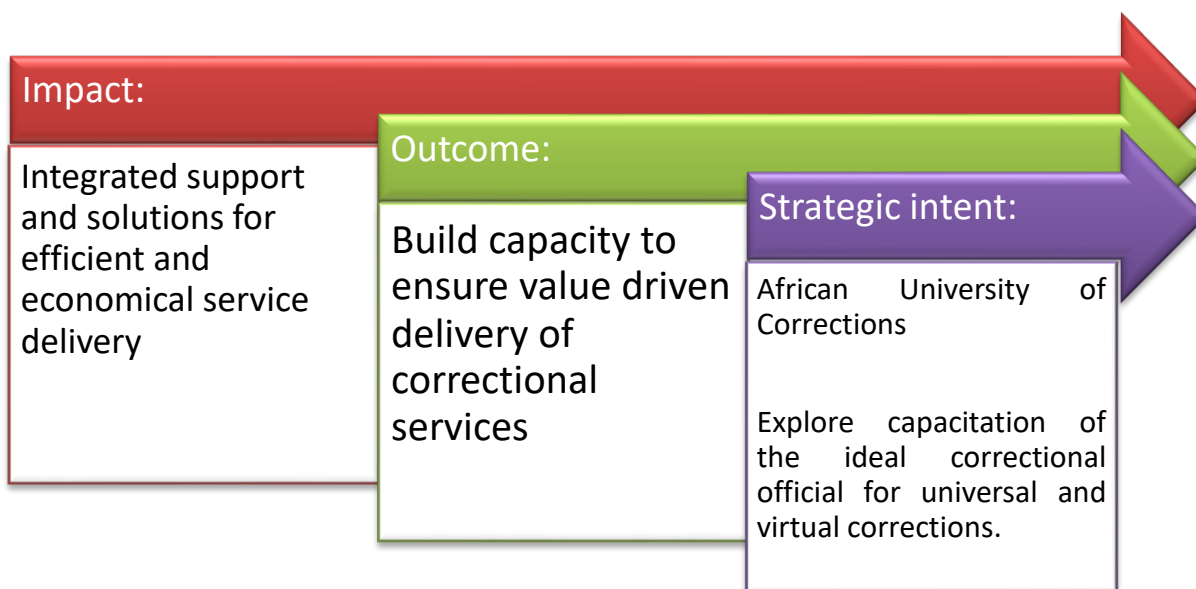 Impact:
Integrated support
and solutions for
efficient and
economical service
delivery
Outcome:
Build capacity to
ensure value driven
delivery of
correctional
services
Strategic intent:
African University of
Corrections
Explore capacitation of
the ideal correctional
official for universal and
virtual corrections.